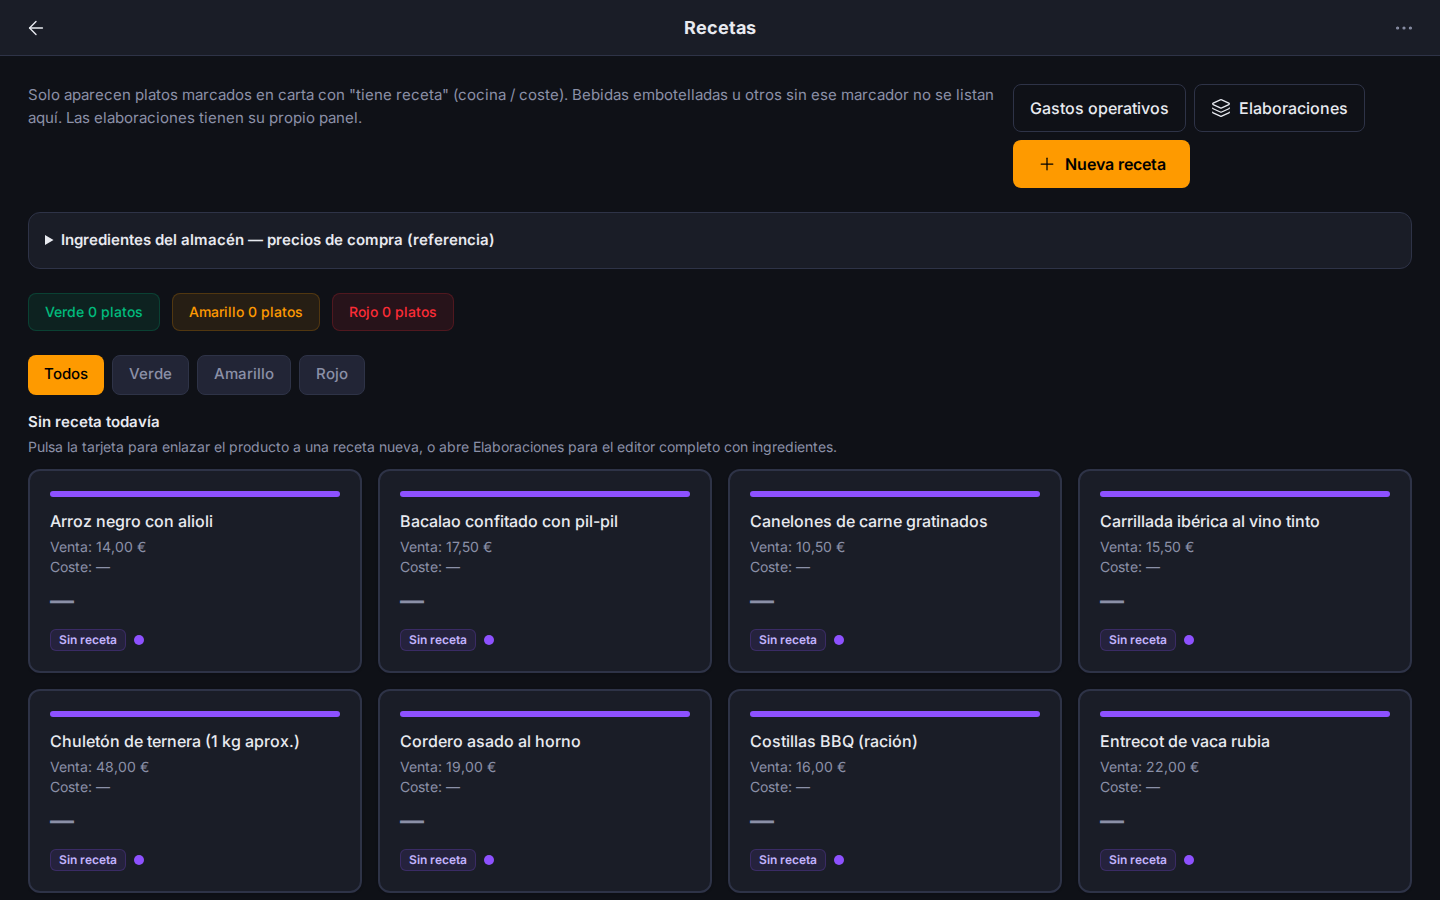 Recetas
Solo aparecen platos marcados en carta con "tiene receta" (cocina / coste). Bebidas embotelladas u otros sin ese marcador no se listan
aquí. Las elaboraciones tienen su propio panel.
Gastos operativos
Elaboraciones
Nueva receta
Ingredientes del almacén — precios de compra (referencia)
Verde 0 platos
Amarillo 0 platos
Rojo 0 platos
Todos
Verde
Amarillo
Rojo
Sin receta todavía
Pulsa la tarjeta para enlazar el producto a una receta nueva, o abre Elaboraciones para el editor completo con ingredientes.
Arroz negro con alioli
Venta: 14,00 €
Coste: —
—
Sin receta
Bacalao confitado con pil-pil
Venta: 17,50 €
Coste: —
—
Sin receta
Canelones de carne gratinados
Venta: 10,50 €
Coste: —
—
Sin receta
Carrillada ibérica al vino tinto
Venta: 15,50 €
Coste: —
—
Sin receta
Chuletón de ternera (1 kg aprox.)
Venta: 48,00 €
Coste: —
—
Sin receta
Cordero asado al horno
Venta: 19,00 €
Coste: —
—
Sin receta
Costillas BBQ (ración)
Venta: 16,00 €
Coste: —
—
Sin receta
Entrecot de vaca rubia
Venta: 22,00 €
Coste: —
—
Sin receta